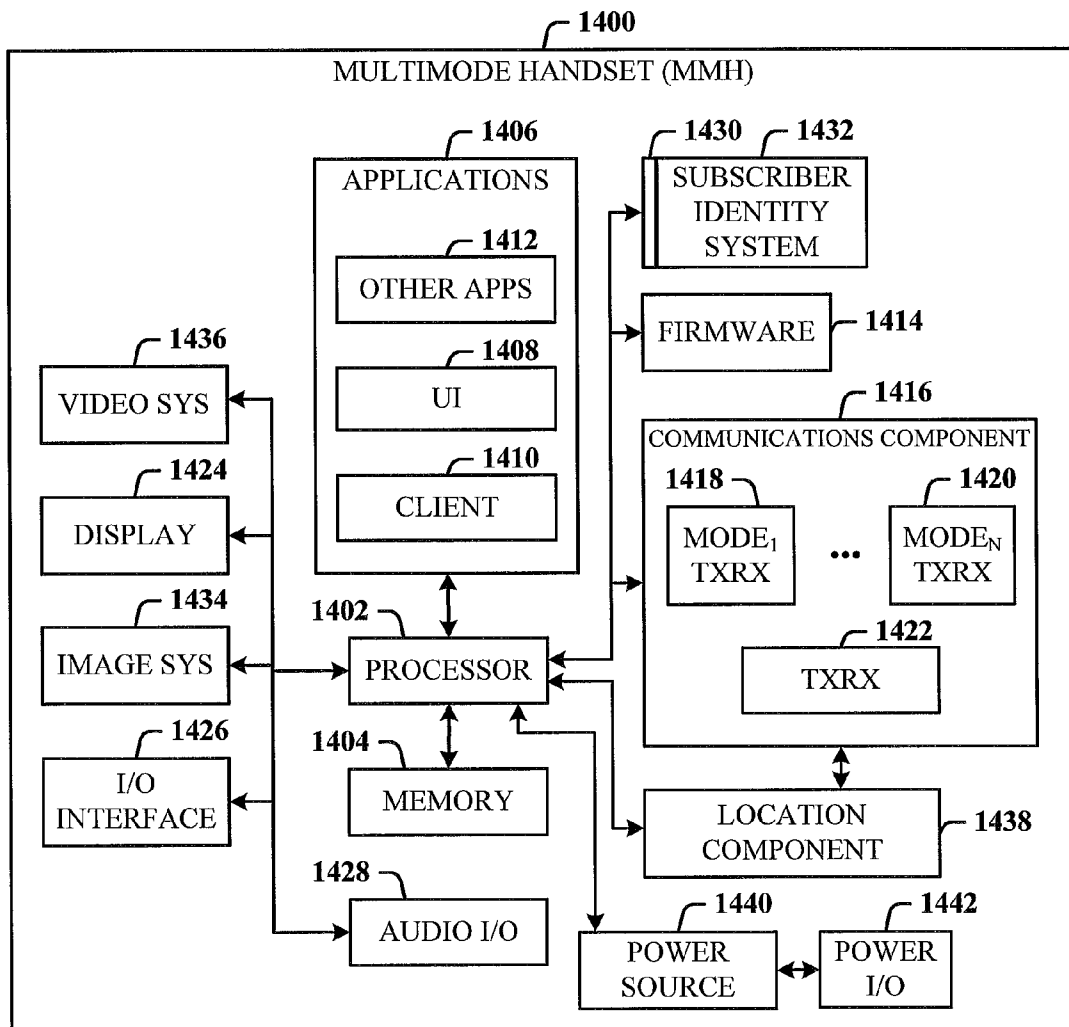 1400
MULTIMODE HANDSET (MMH)
1406
APPLICATIONS
1412
OTHER APPS
1408
UI
1410
CLIENT
1430
1432
SUBSCRIBER
IDENTITY
SYSTEM
FIRMWARE
1414
1416
COMMUNICATIONS COMPONENT
1418
MODE1
TXRX
...
1420
MODEN
TXRX
1422
TXRX
1436
VIDEO SYS
1424
DISPLAY
1434
IMAGE SYS
1426
I/O
INTERFACE
1402
PROCESSOR
1404
MEMORY
1428
AUDIO I/O
LOCATION
COMPONENT
1438
1440
POWER
SOURCE
1442
POWER
I/O